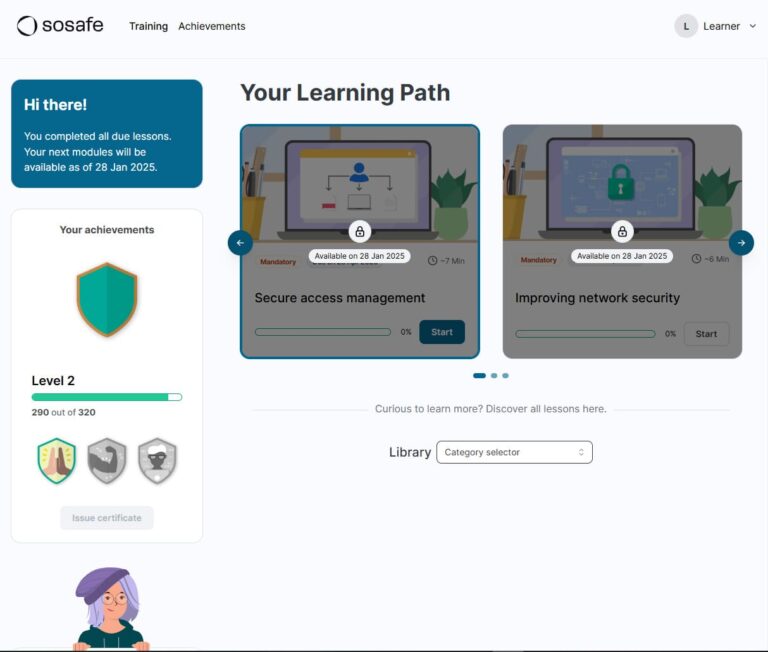 sosafe
Training
Achievements
L
Learner
Hi there!
You completed all due lessons.
Your next modules will be
available as of 28 Jan 2025.
Your achievements
Level 2
290 out of 320
Issue certificate
Your Learning Path
Available on 28 Jan 2025
Mandatory
~7 Min
Secure access management
0%
Start
Available on 28 Jan 2025
Mandatory
~6 Min
Improving network security
0%
Start
Curious to learn more? Discover all lessons here.
Library
Category selector